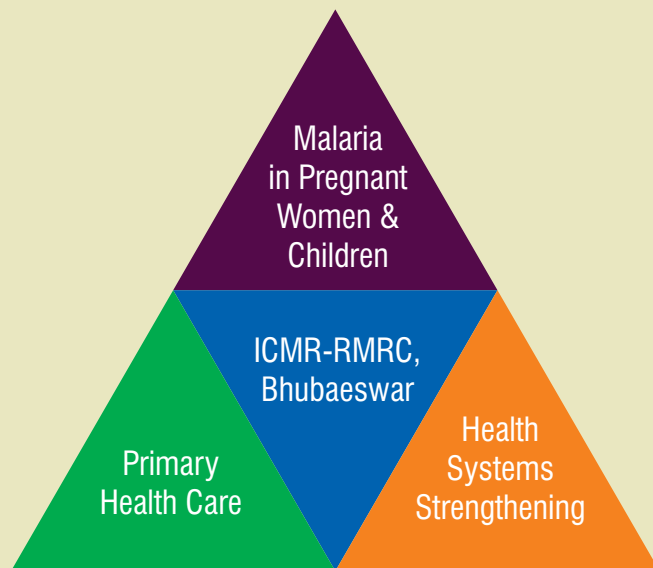 Malaria
in Pregnant
Women &
Children
ICMR-RMRC,
Bhubaeswar
Primary
Health Care
Health
Systems
Strengthening